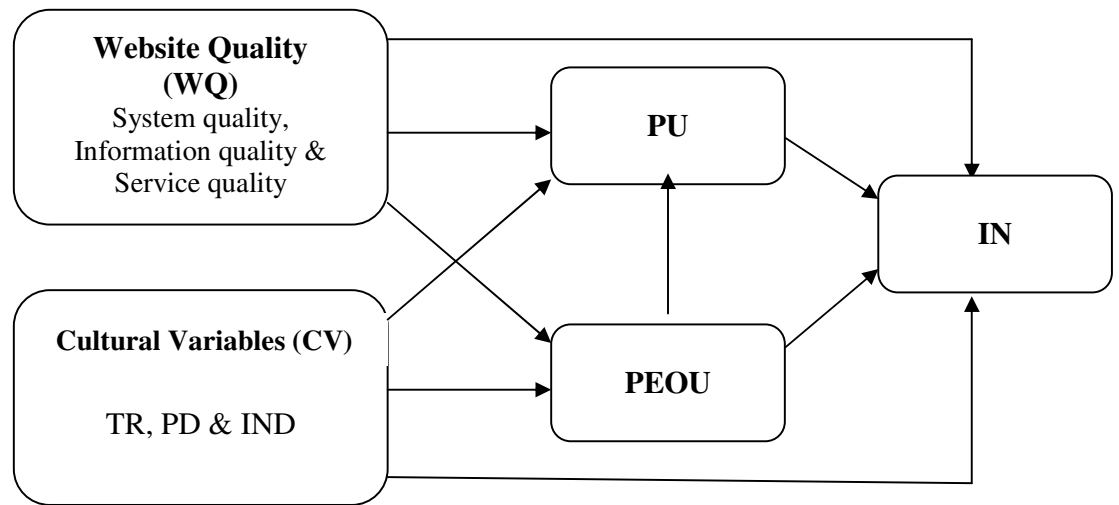 Website Quality
(WQ)
System quality,
Information quality &
Service quality
PU
IN
Cultural Variables (CV)
TR, PD & IND
PEOU